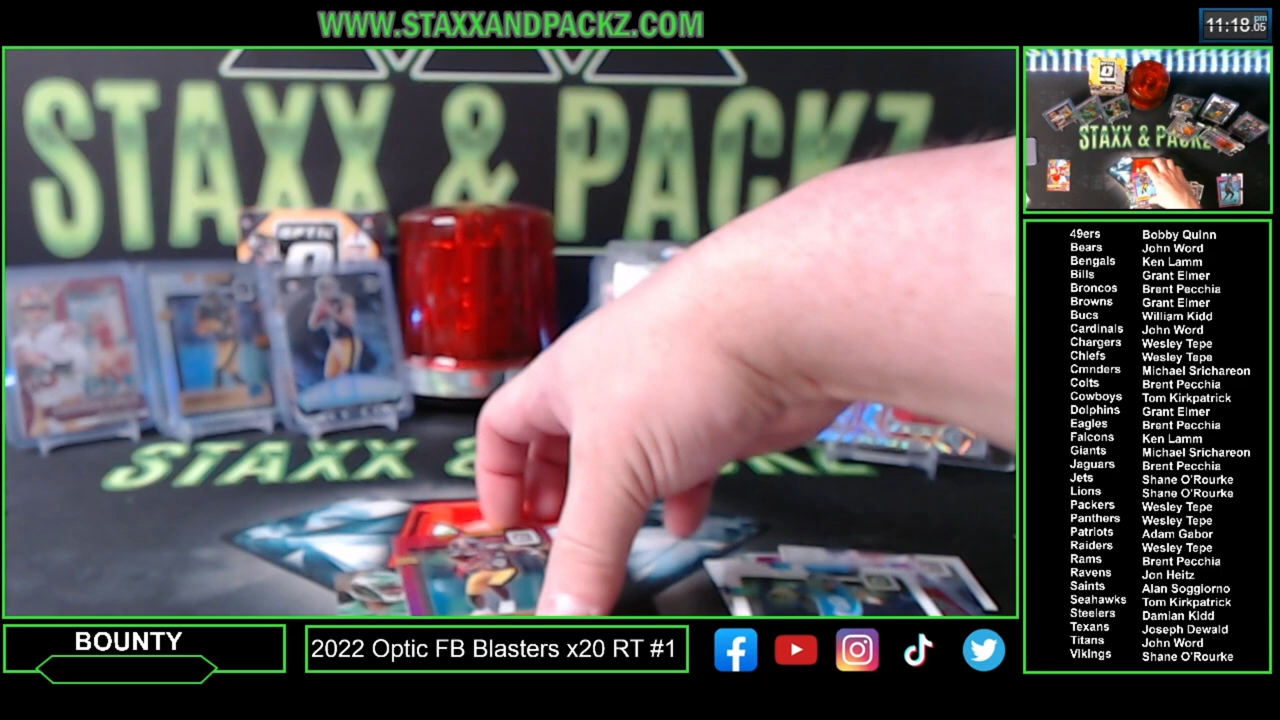 WWW.STAXXANDPACKZ.COM
11:18 pm .05
STAXX & PACKZ
OPTIC
STAXX & PACKZ
STAXX & PACKZ
49ers Bobby Quinn
Bears John Word
Bengals Ken Lamm
Bills Grant Elmer
Broncos Brent Pecchia
Browns Grant Elmer
Bucs William Kidd
Cardinals John Word
Chargers Wesley Tepe
Chiefs Wesley Tepe
Cmnders Michael Srichareon
Colts Brent Pecchia
Cowboys Tom Kirkpatrick
Dolphins Grant Elmer
Eagles Brent Pecchia
Falcons Ken Lamm
Giants Michael Srichareon
Jaguars Brent Pecchia
Jets Shane O'Rourke
Lions Shane O'Rourke
Packers Wesley Tepe
Panthers Wesley Tepe
Patriots Adam Gabor
Raiders Wesley Tepe
Rams Brent Pecchia
Ravens Jon Heitz
Saints Alan Soggiorno
Seahawks Tom Kirkpatrick
Steelers Damian Kidd
Texans Joseph Dewald
Titans John Word
Vikings Shane O'Rourke
BOUNTY
2022 Optic FB Blasters x20 RT #1